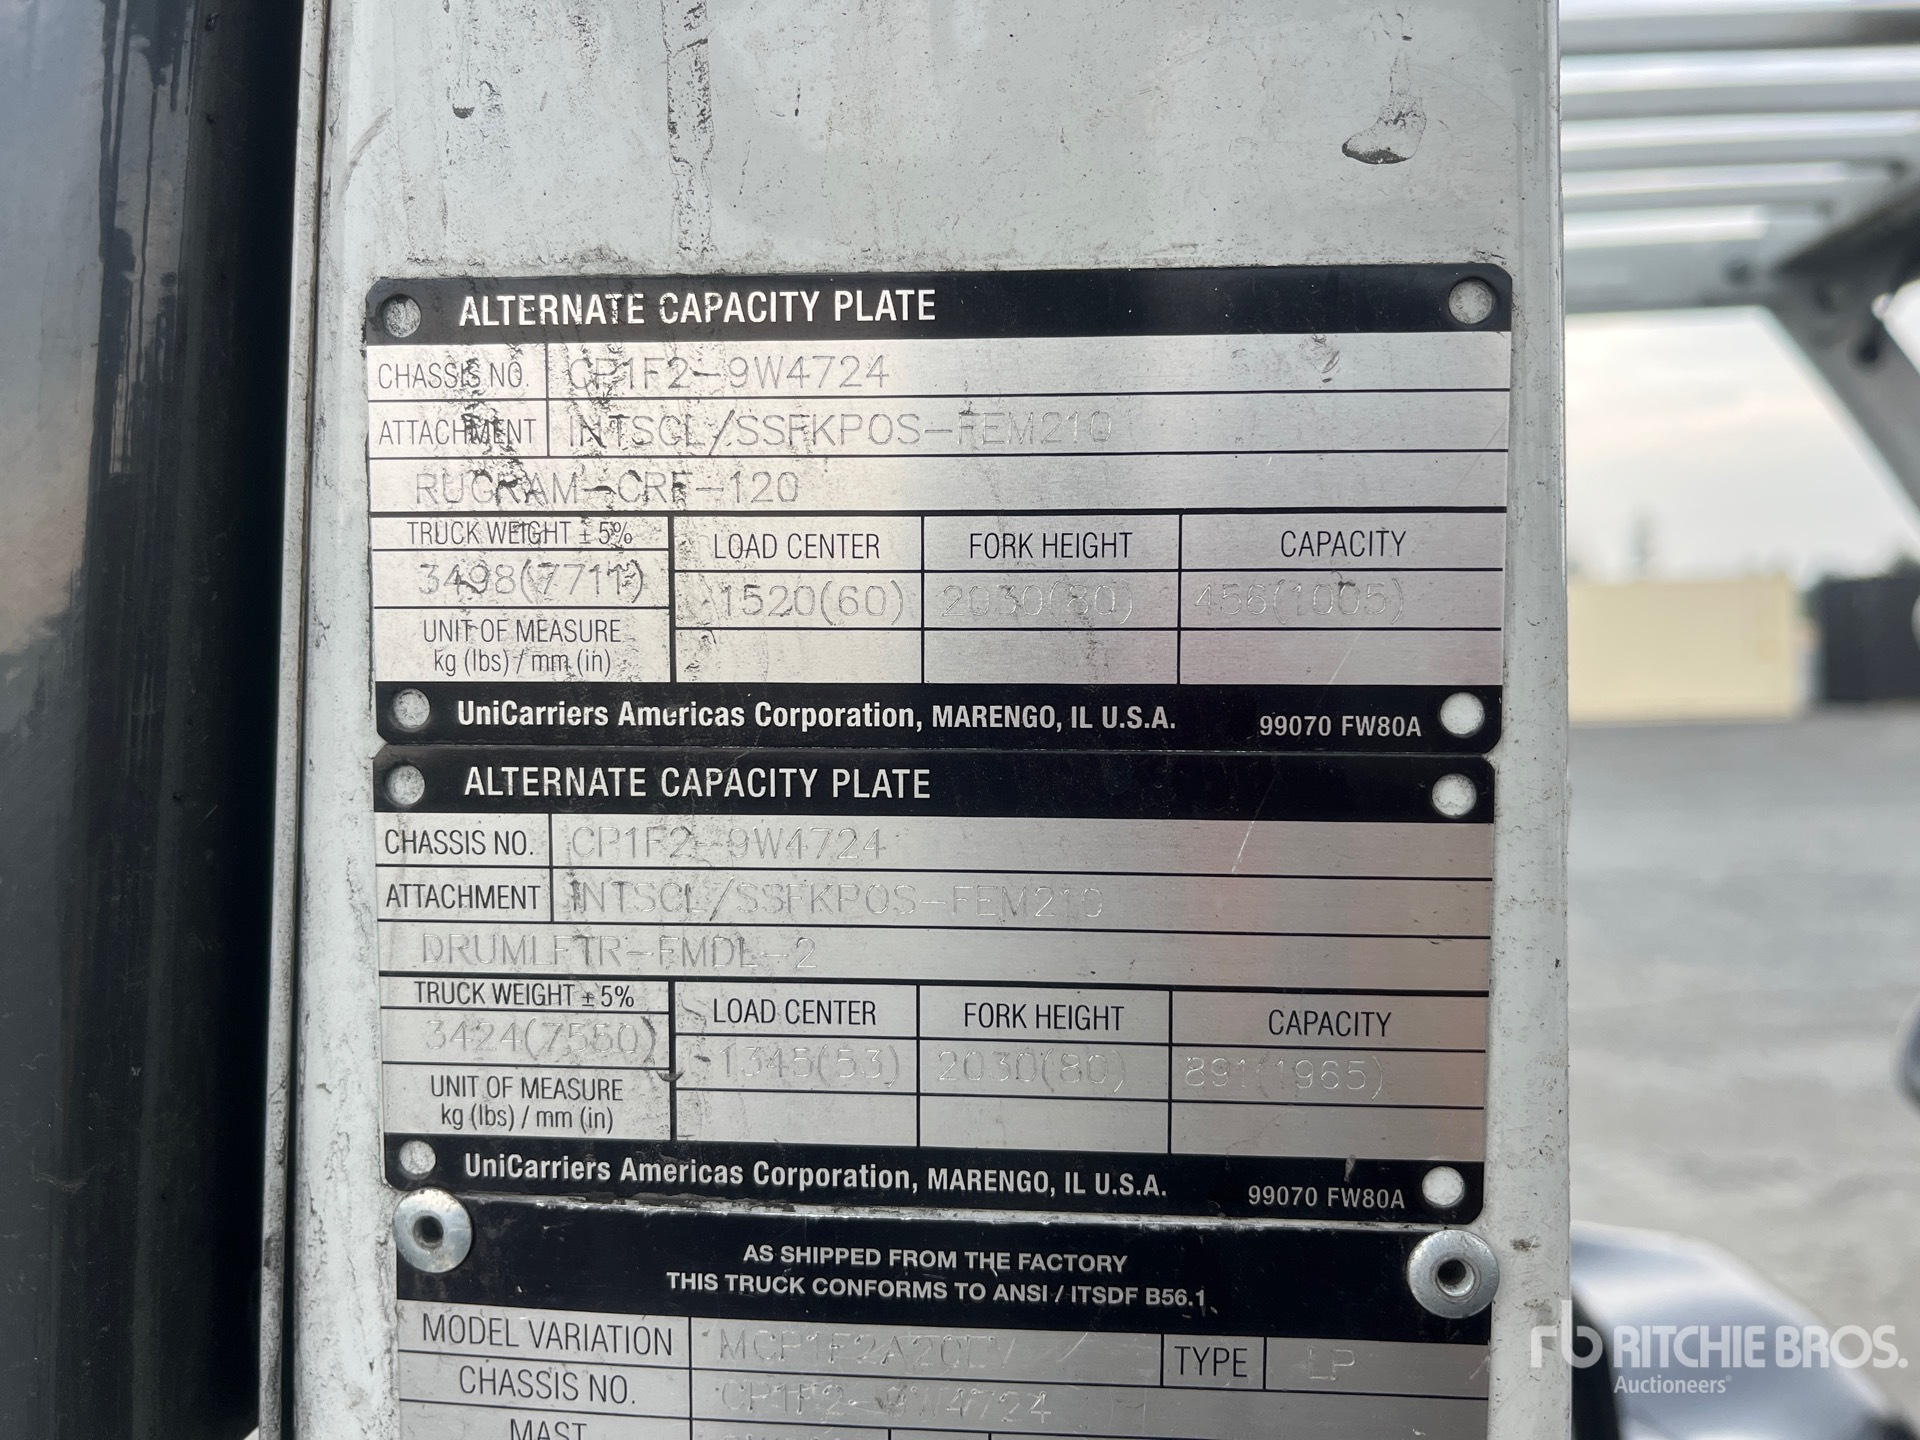 ALTERNATE CAPACITY PLATE
CHASSIS NO. CP1F2-9W4724
ATTACHMENT INTSCL/SSFKPOS-FEM210
RUGRAM-CRF-120
TRUCK WEIGHT ± 5% LOAD CENTER FORK HEIGHT CAPACITY
3498(7711) 1520(60) 2030(80) 456(1005)
UNIT OF MEASURE
kg (lbs) / mm (in)
UniCarriers Americas Corporation, MARENGO, IL U.S.A. 99070 FW80A
ALTERNATE CAPACITY PLATE
CHASSIS NO. CP1F2-9W4724
ATTACHMENT INTSCL/SSFKPOS-FEM210
DRUMLFTR-FMDL-2
TRUCK WEIGHT ± 5% LOAD CENTER FORK HEIGHT CAPACITY
3424(7550) 1345(53) 2030(80) 891(1965)
UNIT OF MEASURE
kg (lbs) / mm (in)
UniCarriers Americas Corporation, MARENGO, IL U.S.A. 99070 FW80A
AS SHIPPED FROM THE FACTORY
THIS TRUCK CONFORMS TO ANSI / ITSDF B56.1
MODEL VARIATION MCP1F2A20LV TYPE LP
CHASSIS NO. CP1F2-9W4724
MAST
rb RITCHIE BROS.
Auctioneers